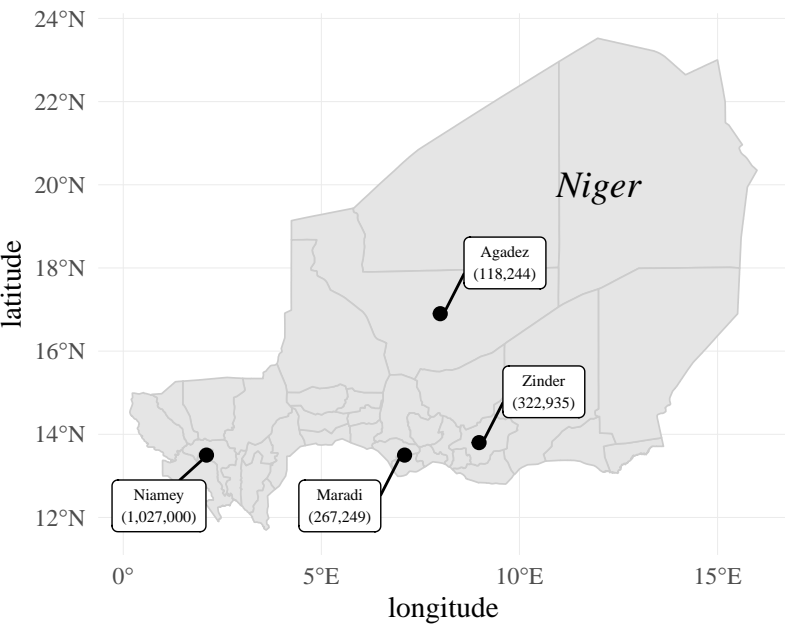 24°N
22°N
20°N
18°N
16°N
14°N
12°N
latitude
Niger
Agadez
(118,244)
Zinder
(322,935)
Niamey
(1,027,000)
Maradi
(267,249)
0°
5°E
10°E
15°E
longitude